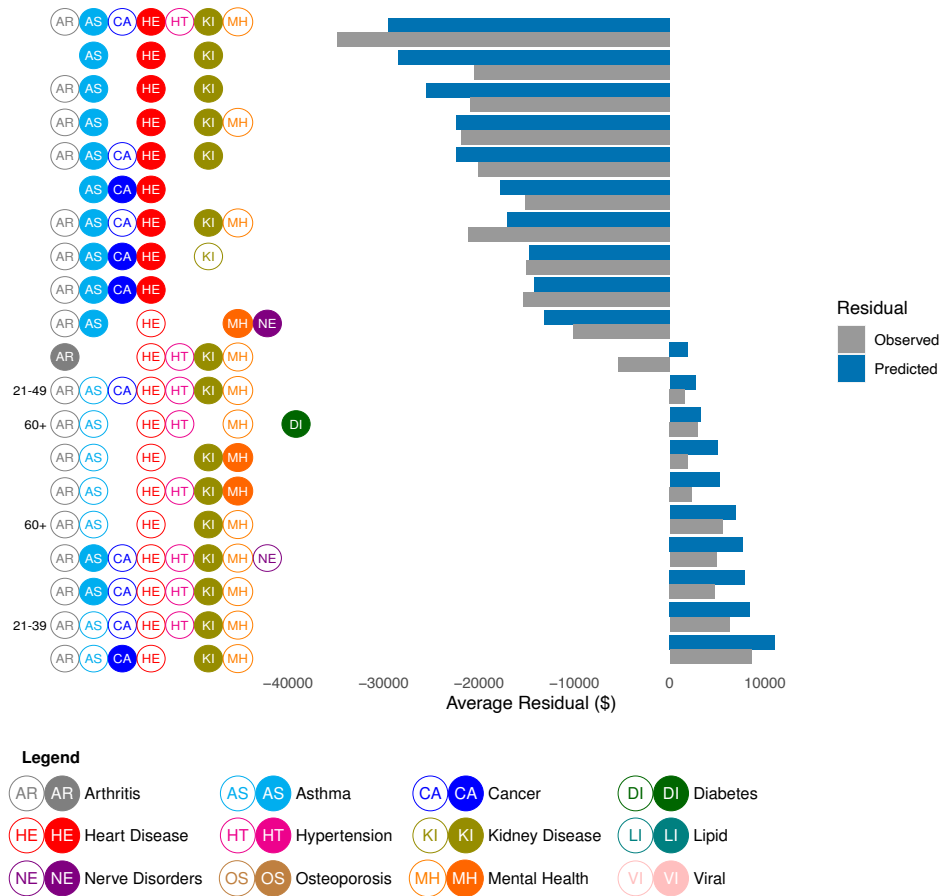 AR AS CA HE HT KI MH
AS HE KI
AR AS HE KI
AR AS HE KI MH
AR AS CA HE KI
AS CA HE
AR AS CA HE KI MH
AR AS CA HE KI
AR AS CA HE
AR AS HE MH NE
AR HE HT KI MH
21-49 AR AS CA HE HT KI MH
60+ AR AS HE HT MH DI
AR AS HE KI MH
AR AS HE HT KI MH
60+ AR AS HE KI MH
AR AS CA HE HT KI MH NE
AR AS CA HE HT KI MH
21-39 AR AS CA HE HT KI MH
AR AS CA HE KI MH
−40000 −30000 −20000 −10000 0 10000
Average Residual ($)
Residual
Observed
Predicted
Legend
AR AR Arthritis AS AS Asthma CA CA Cancer DI DI Diabetes
HE HE Heart Disease HT HT Hypertension KI KI Kidney Disease LI LI Lipid
NE NE Nerve Disorders OS OS Osteoporosis MH MH Mental Health VI VI Viral